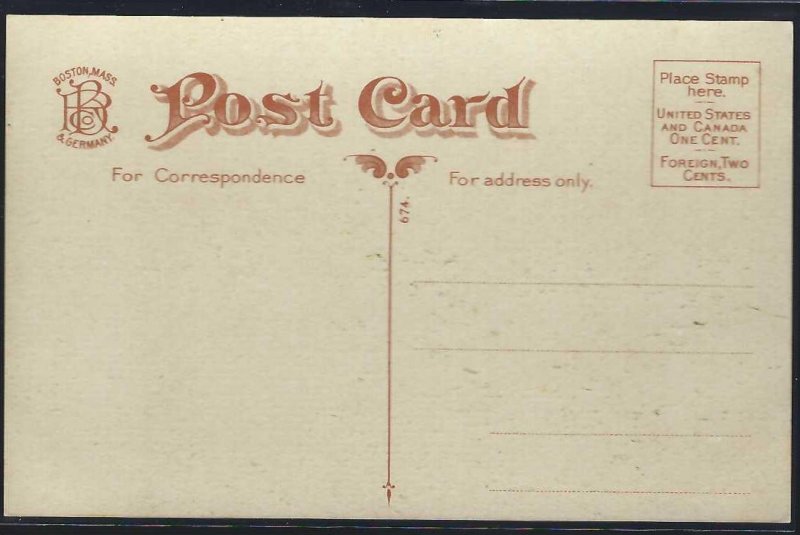 BOSTON, MASS.
& GERMANY.
Post Card
For Correspondence
For address only.
674.
Place Stamp
here.
UNITED STATES
AND CANADA
ONE CENT.
FOREIGN, TWO
CENTS.